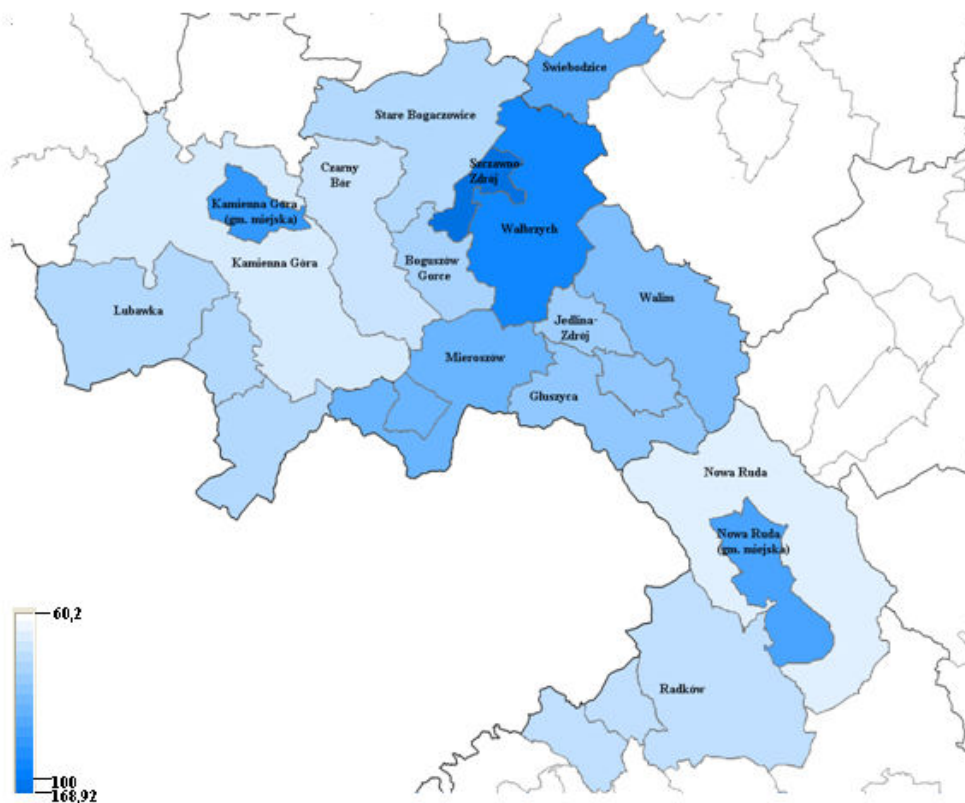 Świebodzice
Stare Bogaczowice
Szczawno-
Zdrój
Czarny
Bór
Kamienna Góra
(gm. miejska)
Wałbrzych
Kamienna Góra
Boguszów
Gorce
Walim
Lubawka
Jedlina-
Zdrój
Mieroszów
Głuszyca
Nowa Ruda
Nowa Ruda
(gm. miejska)
60,2
Radków
100
168,92